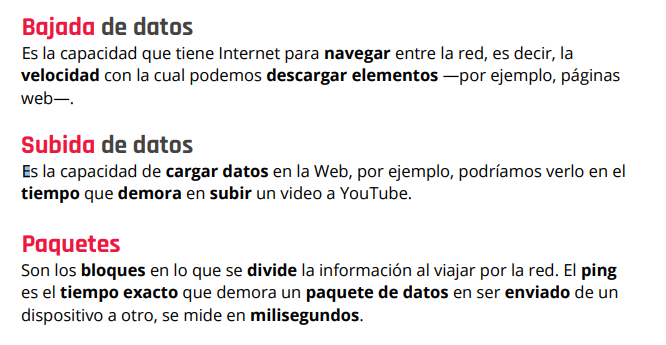 Bajada de datos
Es la capacidad que tiene Internet para navegar entre la red, es decir, la
velocidad con la cual podemos descargar elementos —por ejemplo, páginas
web—.
Subida de datos
Es la capacidad de cargar datos en la Web, por ejemplo, podríamos verlo en el
tiempo que demora en subir un video a YouTube.
Paquetes
Son los bloques en lo que se divide la información al viajar por la red. El ping
es el tiempo exacto que demora un paquete de datos en ser enviado de un
dispositivo a otro, se mide en milisegundos.